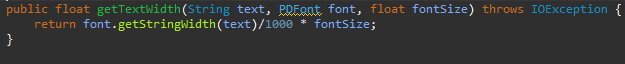 public float getTextWidth(String text, PDFont font, float fontSize) throws IOException {
    return font.getStringWidth(text)/1000 * fontSize;
}